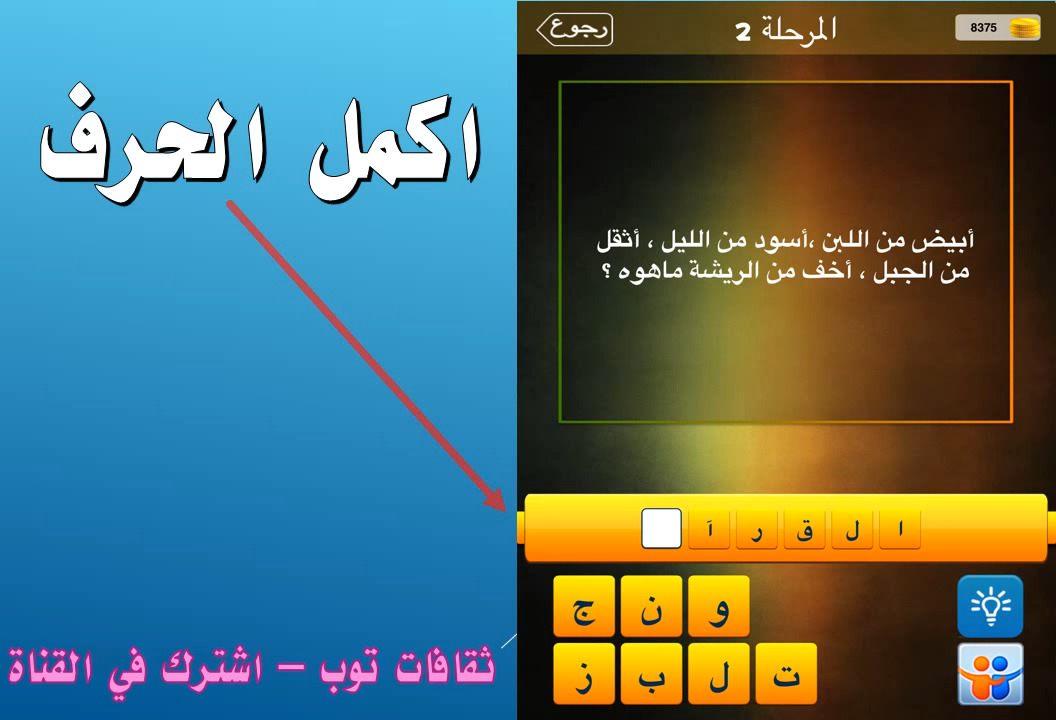 اكمل الحرف
ثقافات توب – اشترك في القناة
رجوع
المرحلة 2
8375
أبيض من اللبن ،أسود من الليل ، أثقل
من الجبل ، أخف من الريشة ماهوه ؟
ا ل ق ر آ
و ن ج
ت ل ب ز